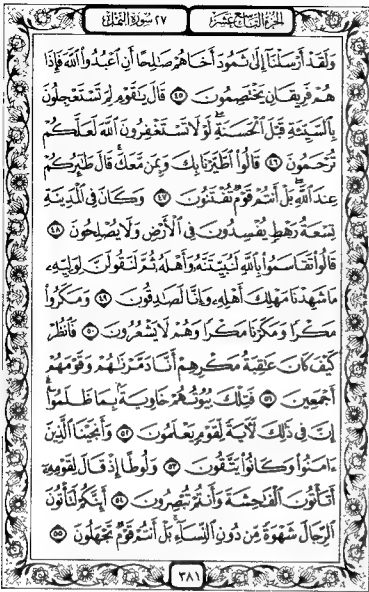 الجزء التاسع عشر
٢٧ سورة النمل
وَلَقَدْ أَرْسَلْنَآ إِلَىٰ ثَمُودَ أَخَاهُمْ صَٰلِحًا أَنِ ٱعْبُدُوا۟ ٱللَّهَ فَإِذَا
هُمْ فَرِيقَانِ يَخْتَصِمُونَ ٤٥ قَالَ يَٰقَوْمِ لِمَ تَسْتَعْجِلُونَ
بِٱلسَّيِّئَةِ قَبْلَ ٱلْحَسَنَةِ ۖ لَوْلَا تَسْتَغْفِرُونَ ٱللَّهَ لَعَلَّكُمْ
تُرْحَمُونَ ٤٦ قَالُوا۟ ٱطَّيَّرْنَا بِكَ وَبِمَن مَّعَكَ ۚ قَالَ طَٰٓئِرُكُمْ
عِندَ ٱللَّهِ ۖ بَلْ أَنتُمْ قَوْمٌ تُفْتَنُونَ ٤٧ وَكَانَ فِى ٱلْمَدِينَةِ
تِسْعَةُ رَهْطٍ يُفْسِدُونَ فِى ٱلْأَرْضِ وَلَا يُصْلِحُونَ ٤٨
قَالُوا۟ تَقَاسَمُوا۟ بِٱللَّهِ لَنُبَيِّتَنَّهُۥ وَأَهْلَهُۥ ثُمَّ لَنَقُولَنَّ لِوَلِيِّهِۦ
مَا شَهِدْنَا مَهْلِكَ أَهْلِهِۦ وَإِنَّا لَصَٰدِقُونَ ٤٩ وَمَكَرُوا۟
مَكْرًا وَمَكَرْنَا مَكْرًا وَهُمْ لَا يَشْعُرُونَ ٥٠ فَٱنظُرْ
كَيْفَ كَانَ عَٰقِبَةُ مَكْرِهِمْ أَنَّا دَمَّرْنَٰهُمْ وَقَوْمَهُمْ
أَجْمَعِينَ ٥١ فَتِلْكَ بُيُوتُهُمْ خَاوِيَةًۢ بِمَا ظَلَمُوٓا۟ ۗ
إِنَّ فِى ذَٰلِكَ لَءَايَةً لِّقَوْمٍ يَعْلَمُونَ ٥٢ وَأَنجَيْنَا ٱلَّذِينَ
ءَامَنُوا۟ وَكَانُوا۟ يَتَّقُونَ ٥٣ وَلُوطًا إِذْ قَالَ لِقَوْمِهِۦٓ
أَتَأْتُونَ ٱلْفَٰحِشَةَ وَأَنتُمْ تُبْصِرُونَ ٥٤ أَئِنَّكُمْ لَتَأْتُونَ
ٱلرِّجَالَ شَهْوَةً مِّن دُونِ ٱلنِّسَآءِ ۚ بَلْ أَنتُمْ قَوْمٌ تَجْهَلُونَ ٥٥
٣٨١